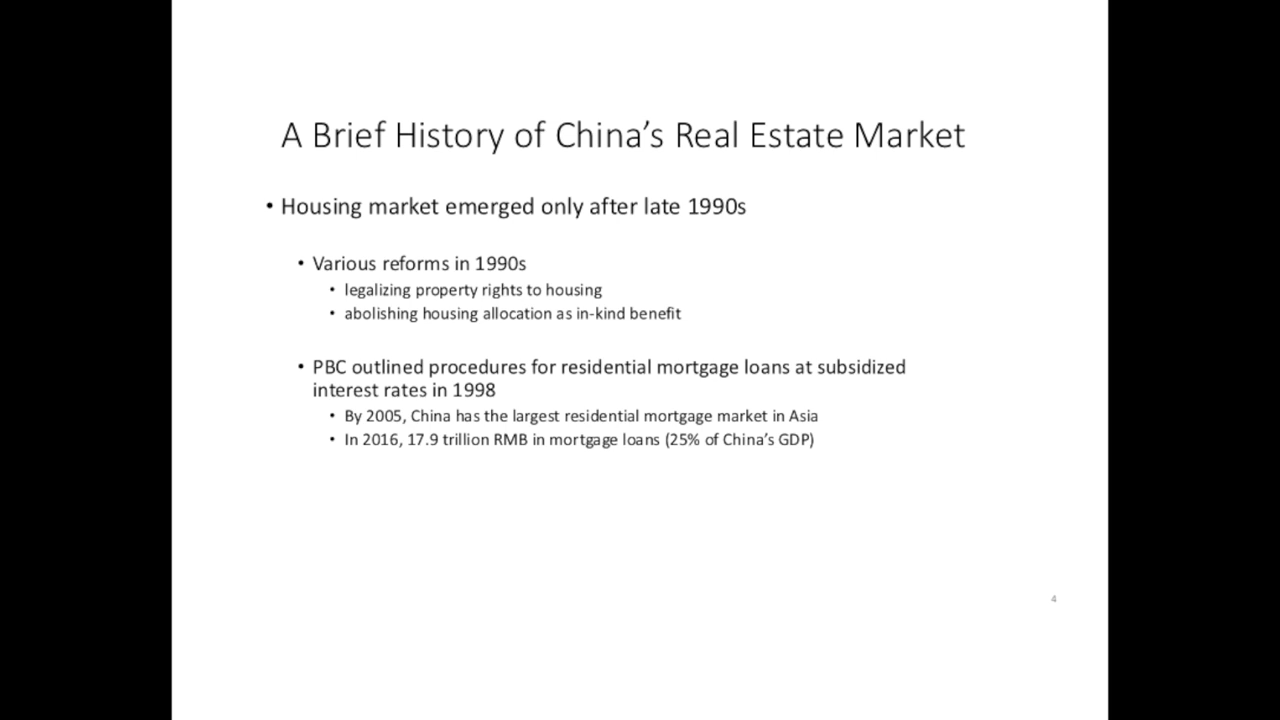 A Brief History of China’s Real Estate Market
• Housing market emerged only after late 1990s
• Various reforms in 1990s
• legalizing property rights to housing
• abolishing housing allocation as in-kind benefit
• PBC outlined procedures for residential mortgage loans at subsidized
interest rates in 1998
• By 2005, China has the largest residential mortgage market in Asia
• In 2016, 17.9 trillion RMB in mortgage loans (25% of China’s GDP)
4